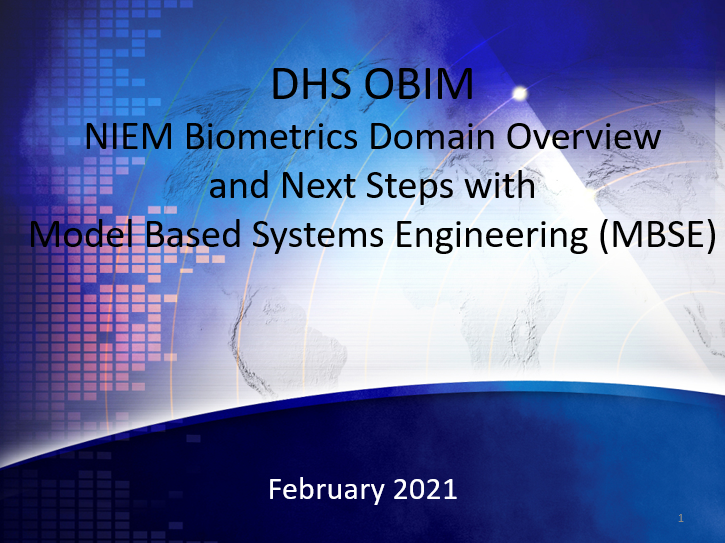 DHS OBIM
NIEM Biometrics Domain Overview
and Next Steps with
Model Based Systems Engineering (MBSE)
February 2021
1